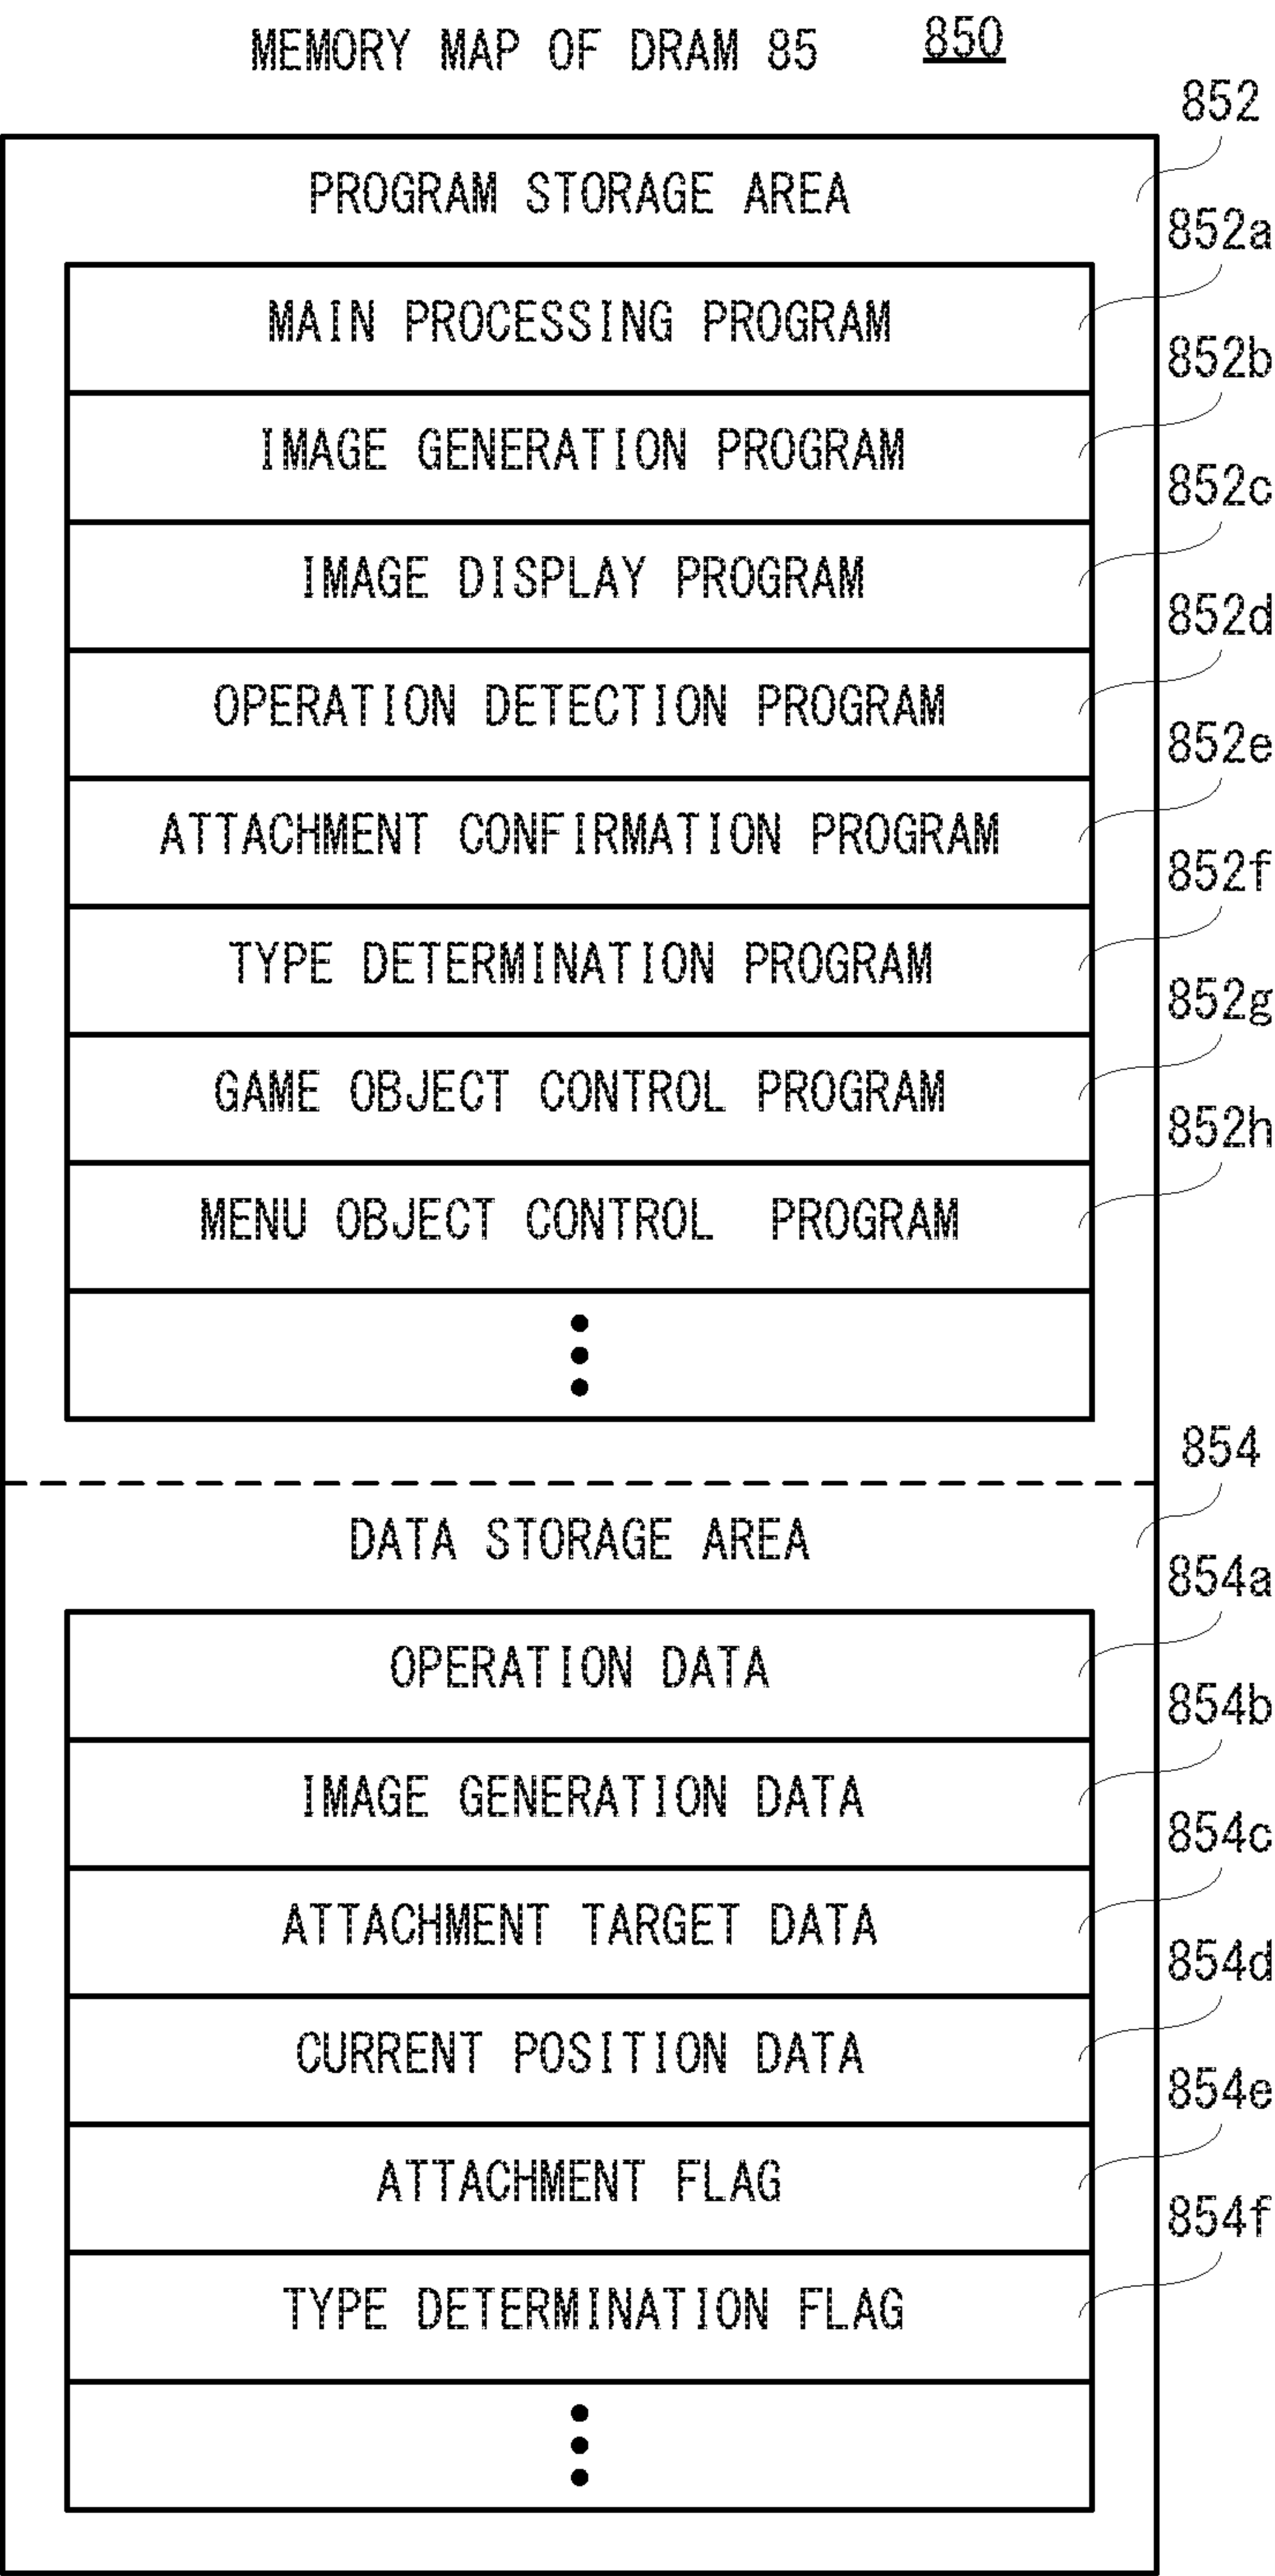 MEMORY MAP OF DRAM 85 850
852
PROGRAM STORAGE AREA
852a
MAIN PROCESSING PROGRAM
852b
IMAGE GENERATION PROGRAM
852c
IMAGE DISPLAY PROGRAM
852d
OPERATION DETECTION PROGRAM
852e
ATTACHMENT CONFIRMATION PROGRAM
852f
TYPE DETERMINATION PROGRAM
852g
GAME OBJECT CONTROL PROGRAM
852h
MENU OBJECT CONTROL PROGRAM
854
DATA STORAGE AREA
854a
OPERATION DATA
854b
IMAGE GENERATION DATA
854c
ATTACHMENT TARGET DATA
854d
CURRENT POSITION DATA
854e
ATTACHMENT FLAG
854f
TYPE DETERMINATION FLAG